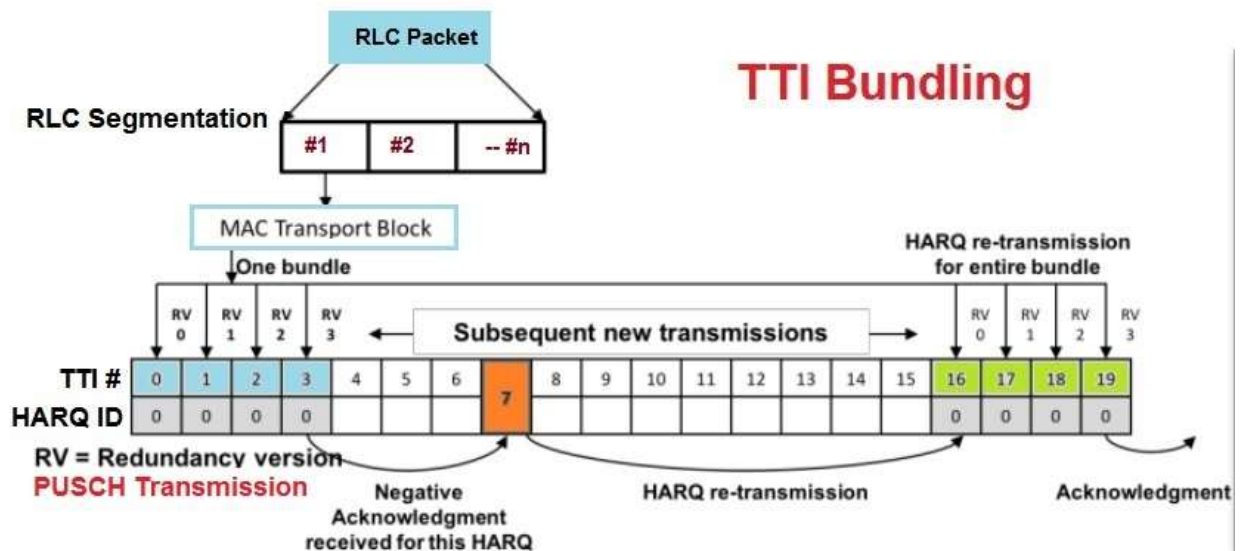 RLC Packet
TTI Bundling
RLC Segmentation
#1 #2 -- #n
MAC Transport Block
One bundle
HARQ re-transmission
for entire bundle
RV 0 RV 1 RV 2 RV 3
Subsequent new transmissions
RV 0 RV 1 RV 2 RV 3
TTI # 0 1 2 3 4 5 6 7 8 9 10 11 12 13 14 15 16 17 18 19
HARQ ID 0 0 0 0 0 0 0 0
RV = Redundancy version
PUSCH Transmission
Negative
Acknowledgment
received for this HARQ
HARQ re-transmission
Acknowledgment